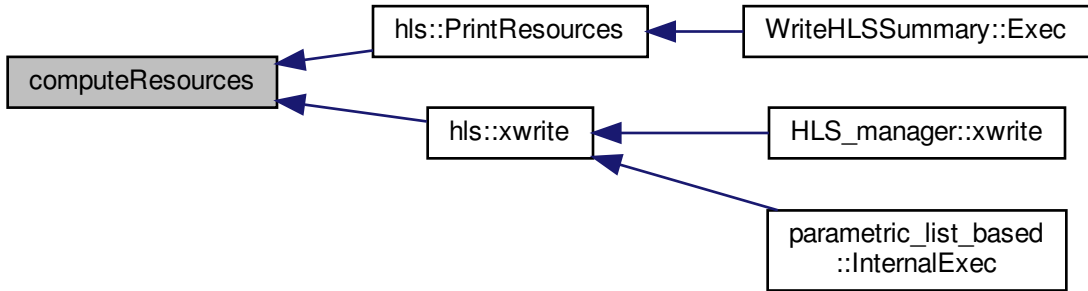 computeResources
hls::PrintResources
WriteHLSSummary::Exec
hls::xwrite
HLS_manager::xwrite
parametric_list_based
::InternalExec